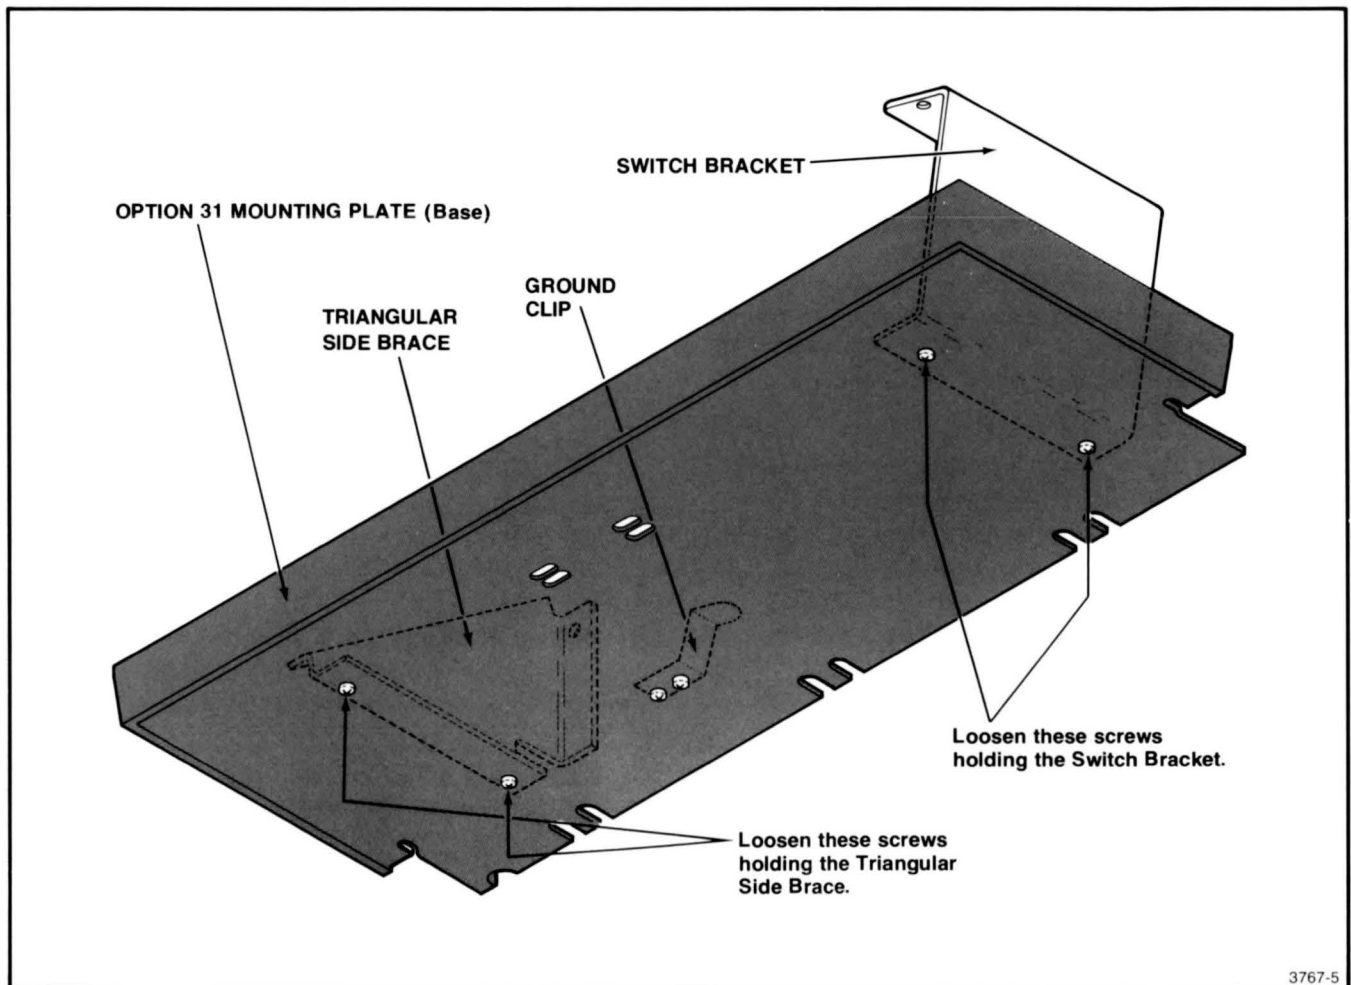 SWITCH BRACKET
OPTION 31 MOUNTING PLATE (Base)
GROUND
CLIP
TRIANGULAR
SIDE BRACE
Loosen these screws
holding the Switch Bracket.
Loosen these screws
holding the Triangular
Side Brace.
3767-5